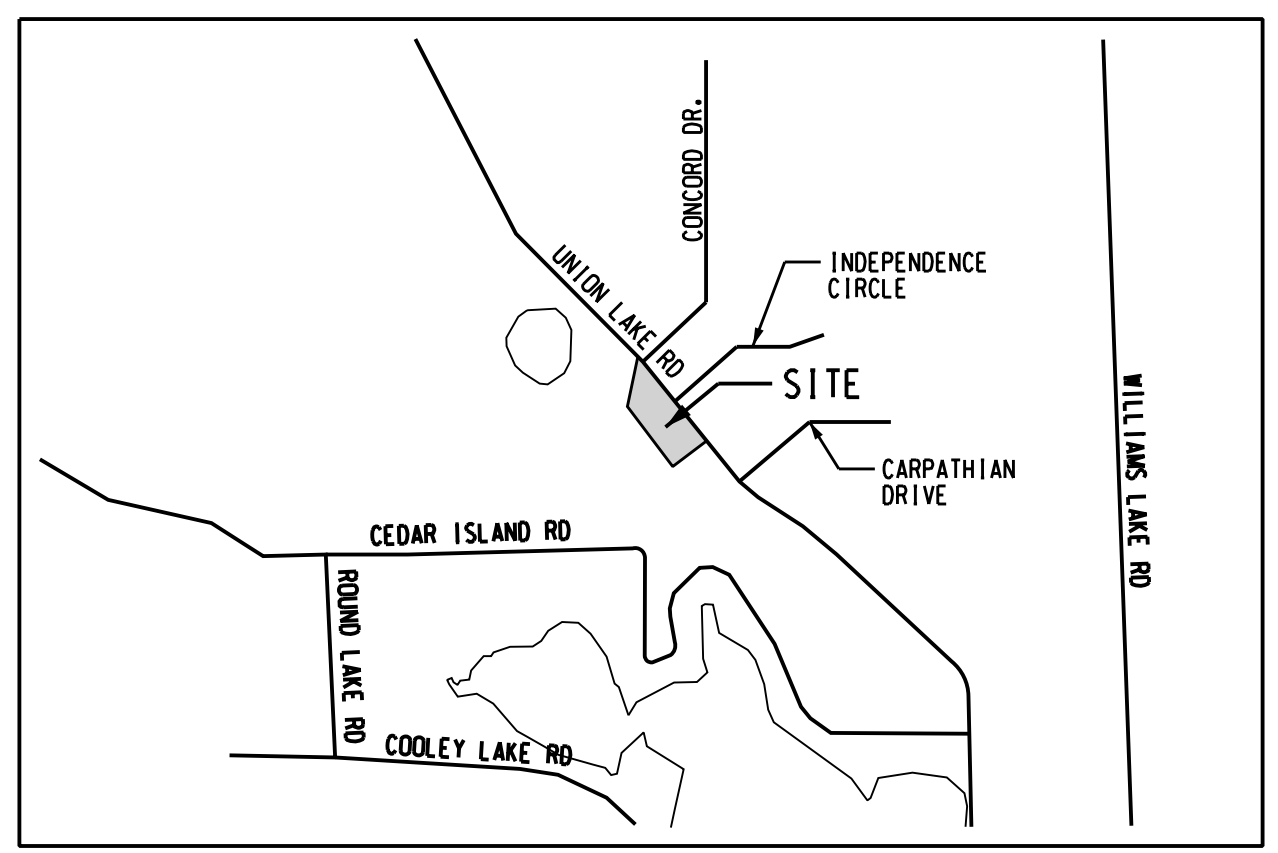 CONCORD DR.
UNION LAKE RD
INDEPENDENCE
CIRCLE
SITE
WILLIAMS LAKE RD
CARPATHIAN
DRIVE
CEDAR ISLAND RD
ROUND LAKE RD
COOLEY LAKE RD